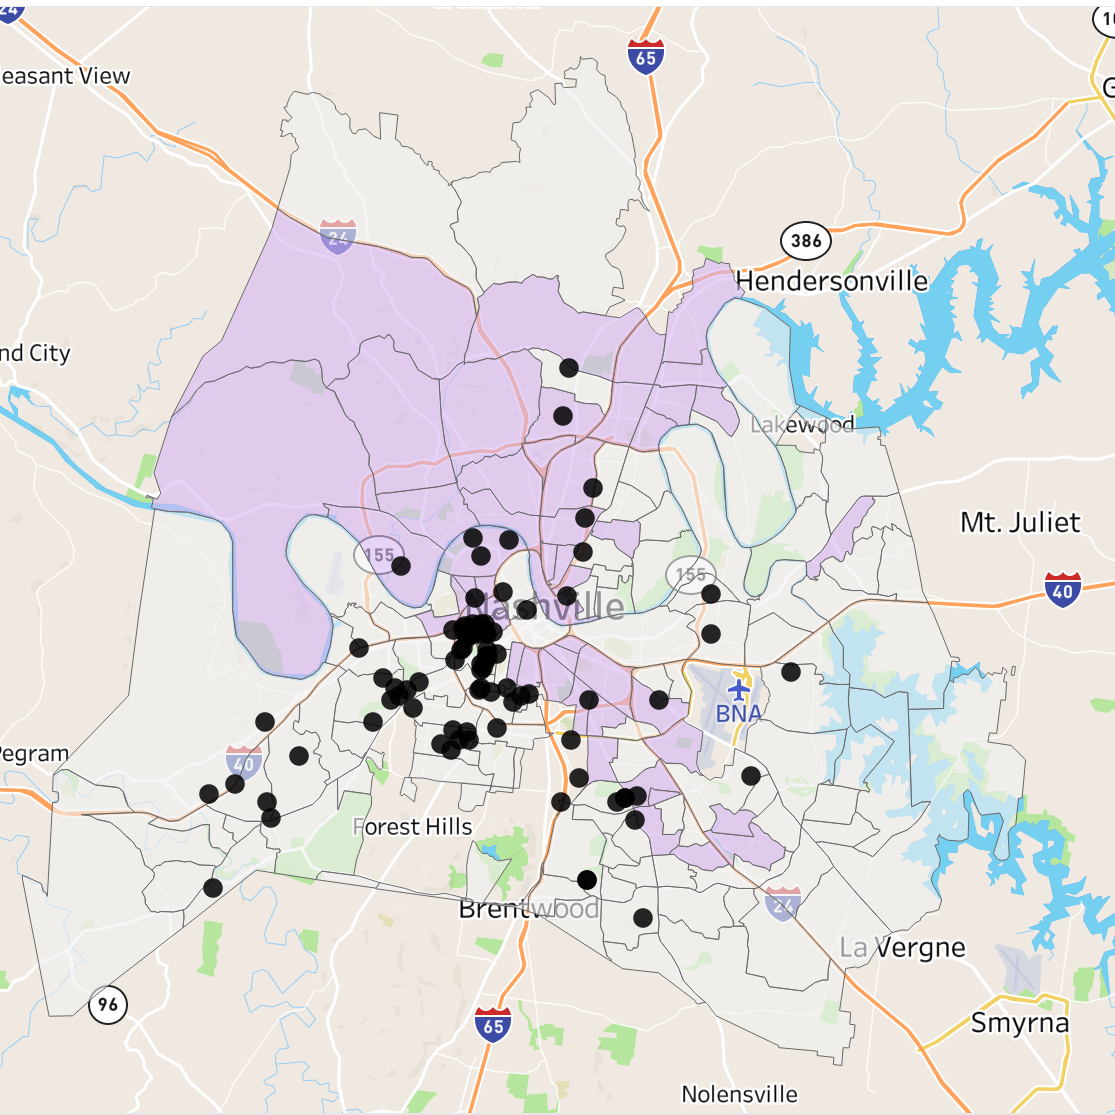 24
65
10
easant View
G
386
24
Hendersonville
nd City
Lakewood
Mt. Juliet
155
155
40
Nashville
BNA
Pegram
40
Forest Hills
24
Brentwood
La Vergne
96
65
Smyrna
Nolensville